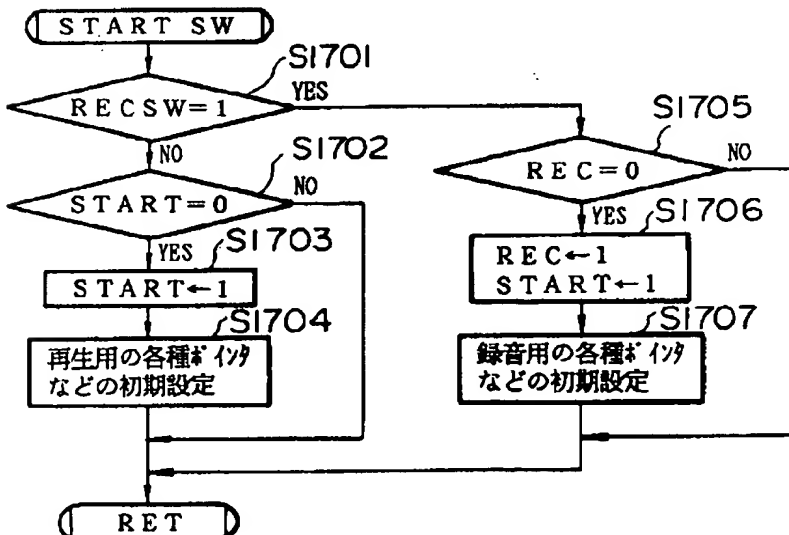 START SW
S1701
RECSW=1
YES
NO
S1702
START=0
NO
YES
S1703
START←1
S1704
再生用の各種ポインタ
などの初期設定
S1705
REC=0
NO
YES
S1706
REC←1
START←1
S1707
録音用の各種ポインタ
などの初期設定
RET